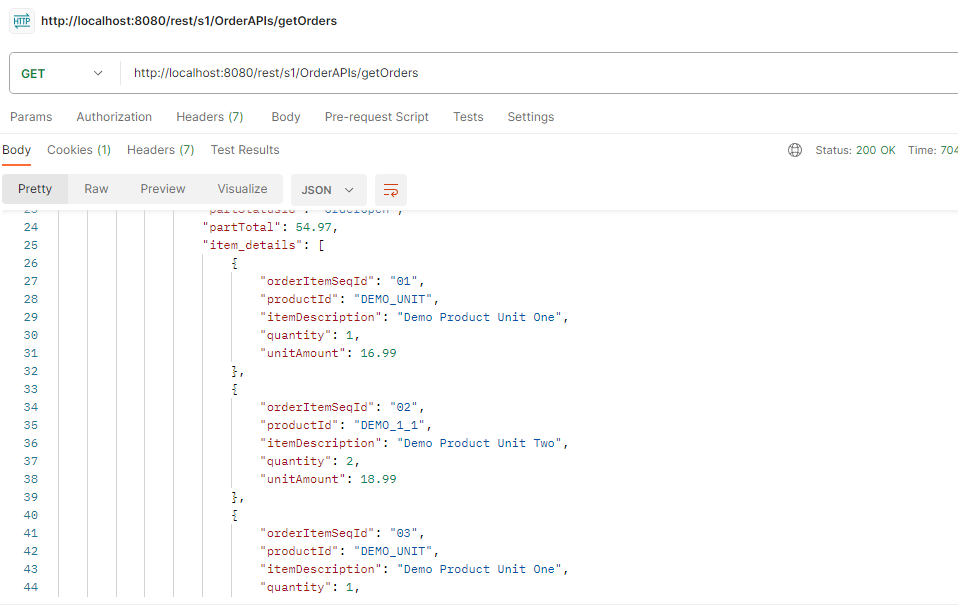 HTTP http://localhost:8080/rest/s1/OrderAPIs/getOrders
GET http://localhost:8080/rest/s1/OrderAPIs/getOrders
Params Authorization Headers (7) Body Pre-request Script Tests Settings
Body Cookies (1) Headers (7) Test Results Status: 200 OK Time: 704
Pretty Raw Preview Visualize JSON
23 "partStatusId": "OrderOpen",
24 "partTotal": 54.97,
25 "item_details": [
26 {
27 "orderItemSeqId": "01",
28 "productId": "DEMO_UNIT",
29 "itemDescription": "Demo Product Unit One",
30 "quantity": 1,
31 "unitAmount": 16.99
32 },
33 {
34 "orderItemSeqId": "02",
35 "productId": "DEMO_1_1",
36 "itemDescription": "Demo Product Unit Two",
37 "quantity": 2,
38 "unitAmount": 18.99
39 },
40 {
41 "orderItemSeqId": "03",
42 "productId": "DEMO_UNIT",
43 "itemDescription": "Demo Product Unit One",
44 "quantity": 1,